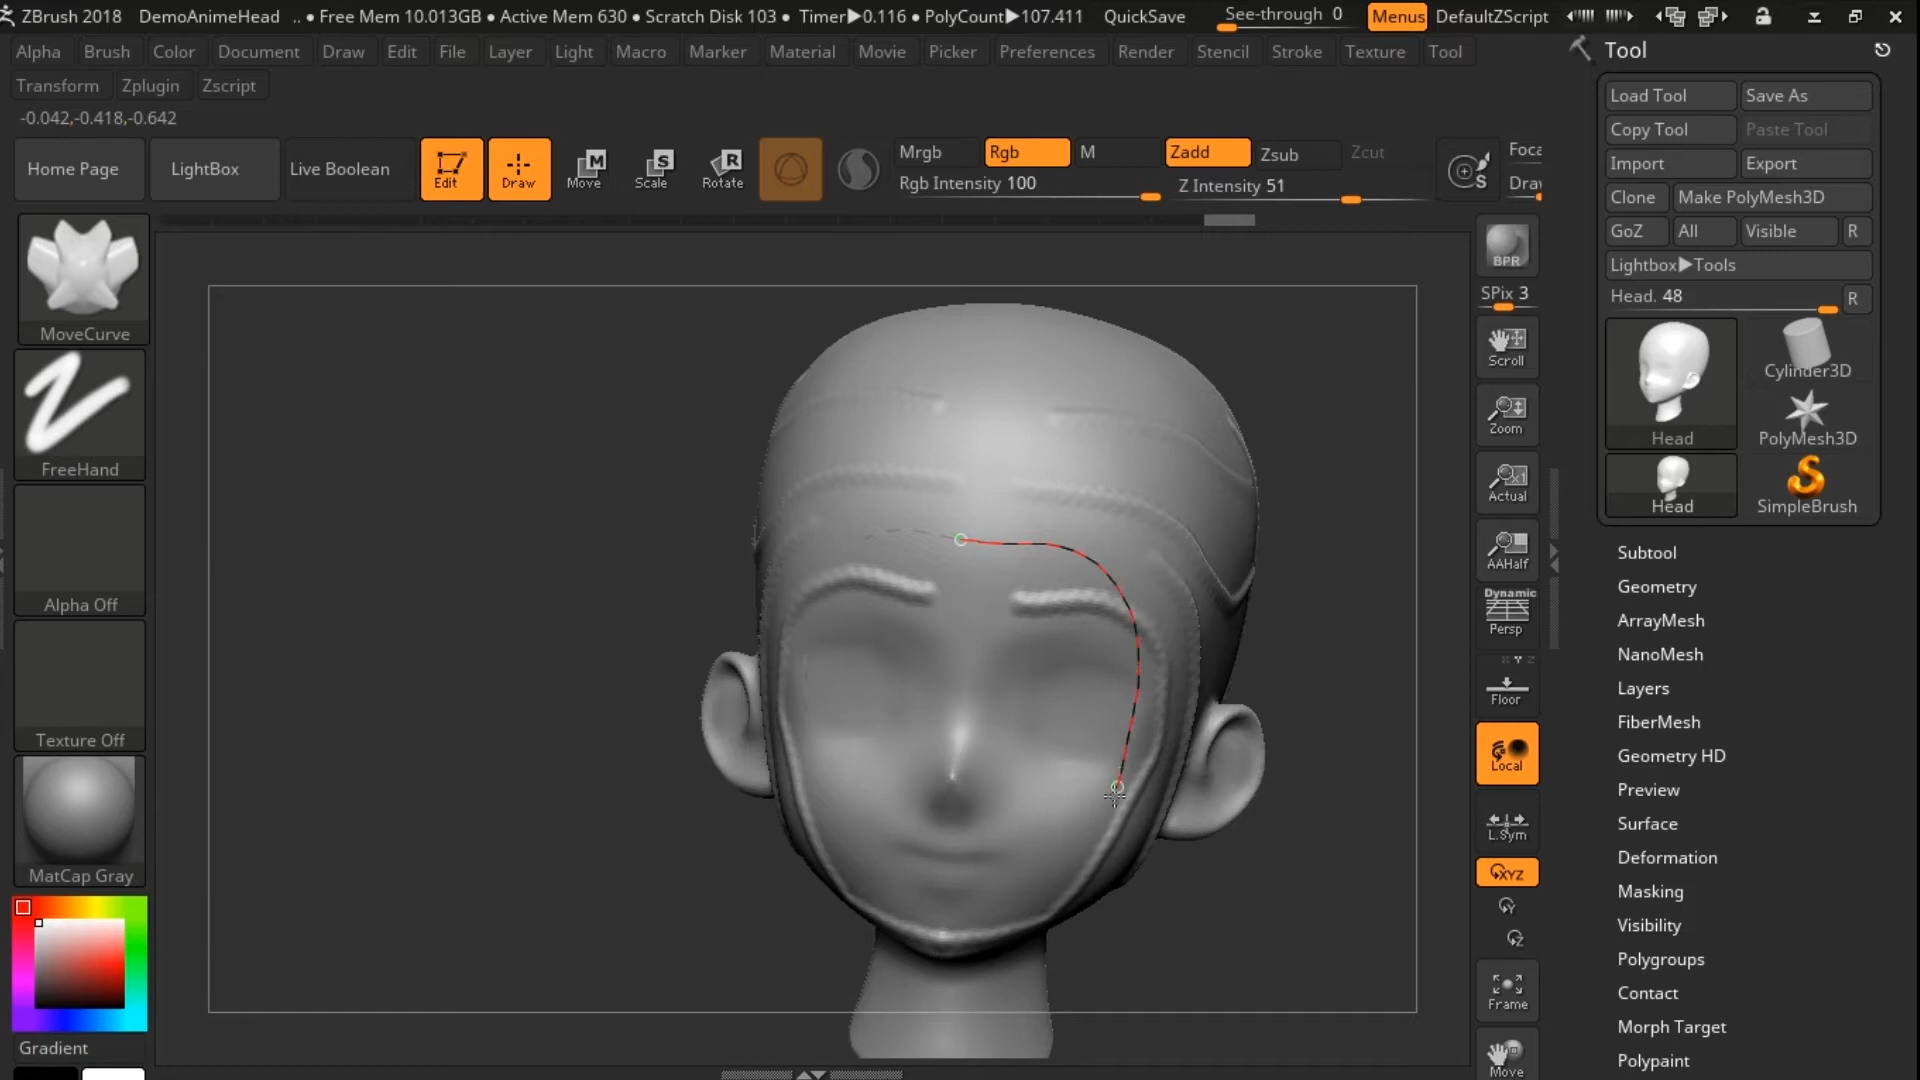 ZBrush 2018 DemoAnimeHead .. ● Free Mem 10.013GB ● Active Mem 630 ● Scratch Disk 103 ● Timer▶0.116 ● PolyCount▶107.411 QuickSave See-through 0 Menus DefaultZScript
Alpha Brush Color Document Draw Edit File Layer Light Macro Marker Material Movie Picker Preferences Render Stencil Stroke Texture Tool
Transform Zplugin Zscript
-0.042,-0.418,-0.642
Home Page LightBox Live Boolean Edit Draw Move Scale Rotate
M S R
Mrgb Rgb M Zadd Zsub Zcut
Rgb Intensity 100 Z Intensity 51
S
Foca
Draw
MoveCurve
FreeHand
Alpha Off
Texture Off
MatCap Gray
Gradient
BPR
SPix 3
Scroll
Zoom
x1
Actual
AAHalf
Dynamic
Persp
X Y Z
Floor
Local
L.Sym
XYZ
Y
Z
Frame
Move
Tool
Load Tool Save As
Copy Tool Paste Tool
Import Export
Clone Make PolyMesh3D
GoZ All Visible R
Lightbox▶Tools
Head. 48 R
Head
Cylinder3D
PolyMesh3D
Head
SimpleBrush
Subtool
Geometry
ArrayMesh
NanoMesh
Layers
FiberMesh
Geometry HD
Preview
Surface
Deformation
Masking
Visibility
Polygroups
Contact
Morph Target
Polypaint